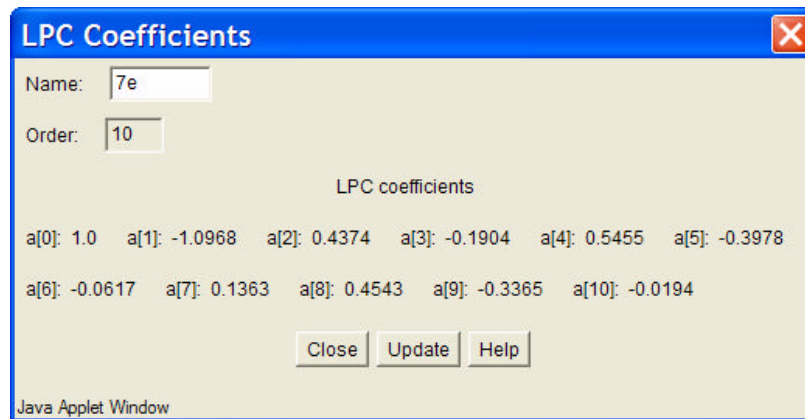 LPC Coefficients
Name: 7e
Order: 10
LPC coefficients
a[0]: 1.0 a[1]: -1.0968 a[2]: 0.4374 a[3]: -0.1904 a[4]: 0.5455 a[5]: -0.3978
a[6]: -0.0617 a[7]: 0.1363 a[8]: 0.4543 a[9]: -0.3365 a[10]: -0.0194
Close Update Help
Java Applet Window